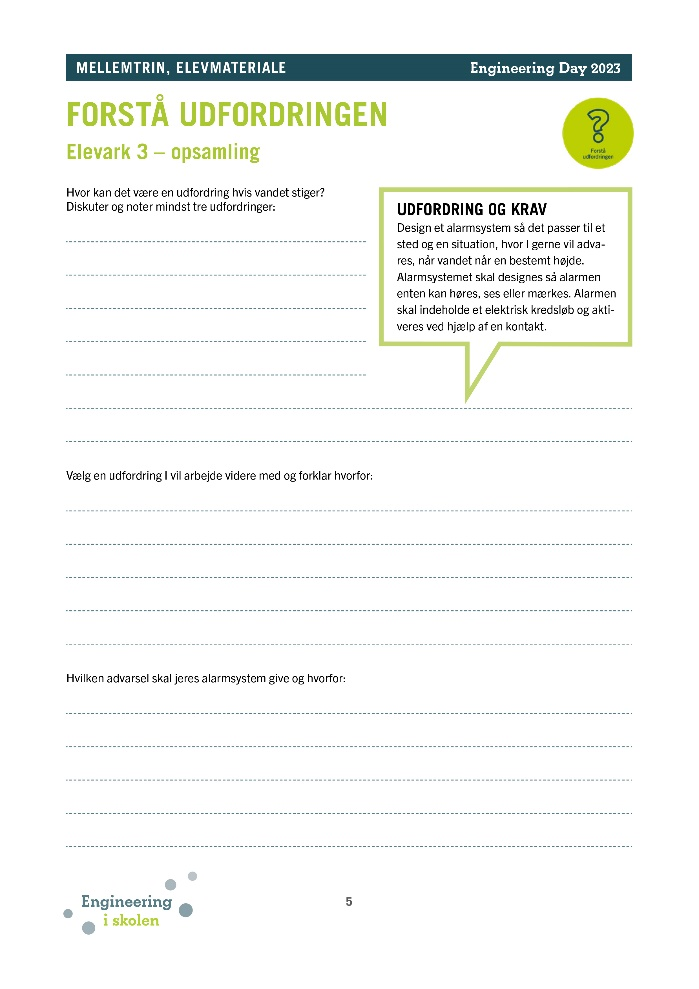 MELLEMTRIN, ELEVMATERIALE
Engineering Day 2023
FORSTÅ UDFORDRINGEN
Elevark 3 – opsamling
Forstå
udfordringen
Hvor kan det være en udfordring hvis vandet stiger?
Diskuter og noter mindst tre udfordringer:
UDFORDRING OG KRAV
Design et alarmsystem så det passer til et
sted og en situation, hvor I gerne vil adva-
res, når vandet når en bestemt højde.
Alarmsystemet skal designes så alarmen
enten kan høres, ses eller mærkes. Alarmen
skal indeholde et elektrisk kredsløb og akti-
veres ved hjælp af en kontakt.
Vælg en udfordring I vil arbejde videre med og forklar hvorfor:
Hvilken advarsel skal jeres alarmsystem give og hvorfor:
Engineering
i skolen
5